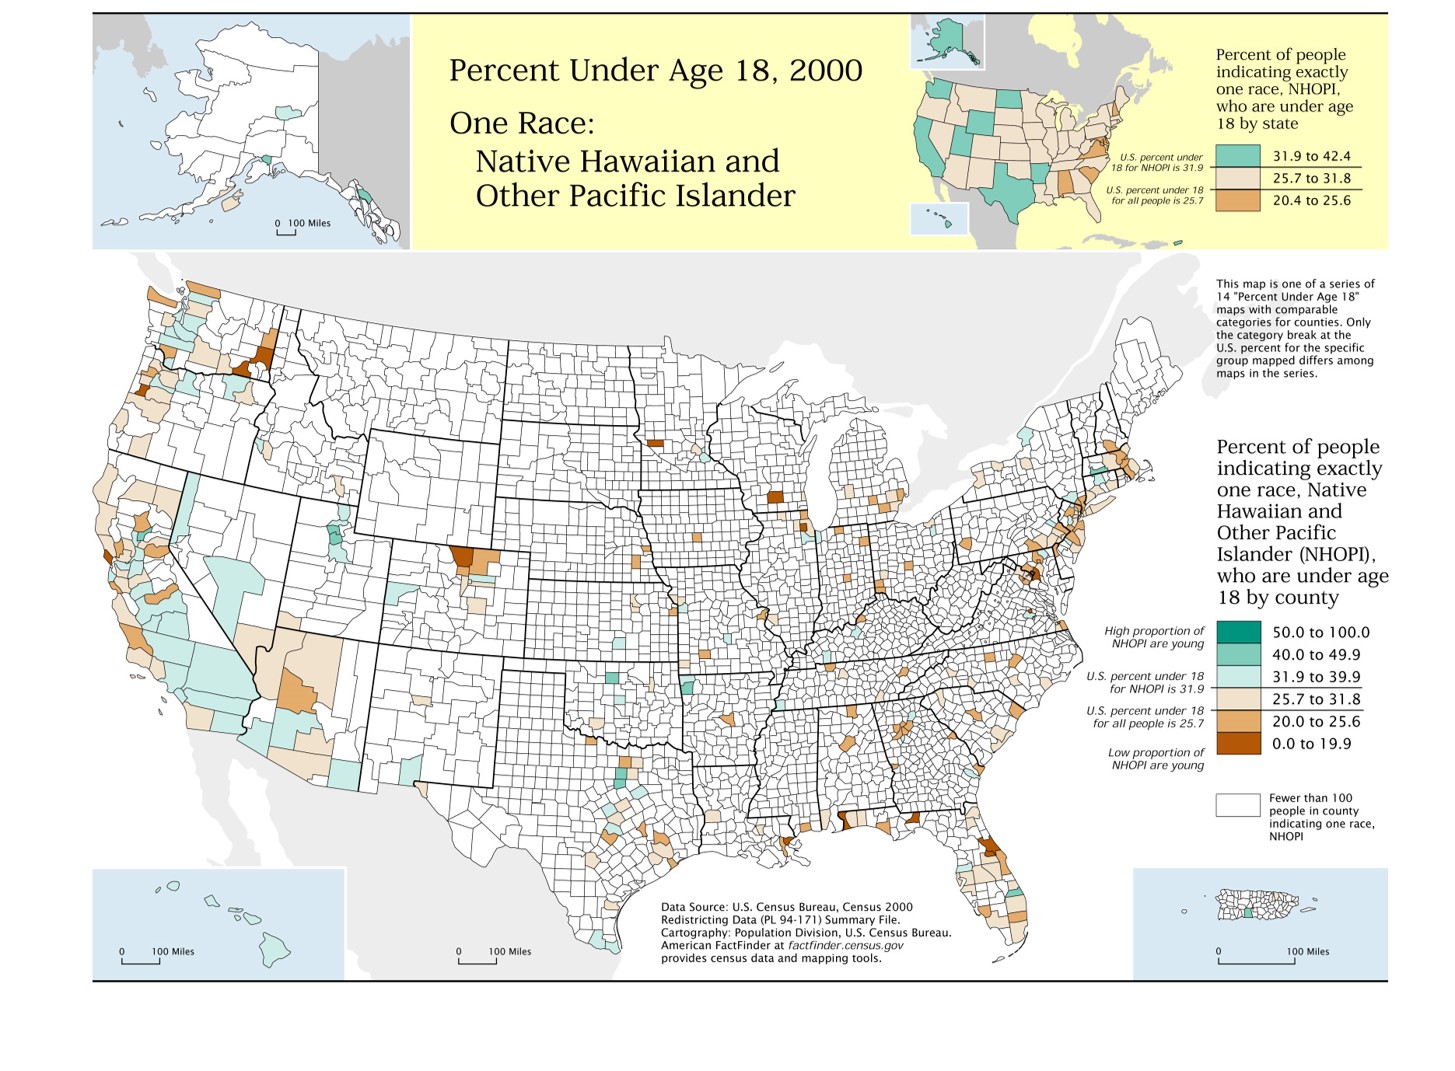 Percent Under Age 18, 2000
One Race:
Native Hawaiian and
Other Pacific Islander
0 100 Miles
Percent of people
indicating exactly
one race, NHOPI,
who are under age
18 by state
U.S. percent under
18 for NHOPI is 31.9
U.S. percent under 18
for all people is 25.7
31.9 to 42.4
25.7 to 31.8
20.4 to 25.6
This map is one of a series of
14 "Percent Under Age 18"
maps with comparable
categories for counties. Only
the category break at the
U.S. percent for the specific
group mapped differs among
maps in the series.
Percent of people
indicating exactly
one race, Native
Hawaiian and
Other Pacific
Islander (NHOPI),
who are under age
18 by county
High proportion of
NHOPI are young
U.S. percent under 18
for NHOPI is 31.9
U.S. percent under 18
for all people is 25.7
Low proportion of
NHOPI are young
50.0 to 100.0
40.0 to 49.9
31.9 to 39.9
25.7 to 31.8
20.0 to 25.6
0.0 to 19.9
Fewer than 100
people in county
indicating one race,
NHOPI
Data Source: U.S. Census Bureau, Census 2000
Redistricting Data (PL 94-171) Summary File.
Cartography: Population Division, U.S. Census Bureau.
American FactFinder at factfinder.census.gov
provides census data and mapping tools.
0 100 Miles
0 100 Miles
0 100 Miles